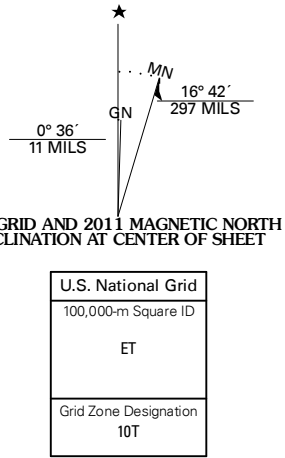 MN
GN
16° 42´
297 MILS
0° 36´
11 MILS
GRID AND 2011 MAGNETIC NORTH
CLINATION AT CENTER OF SHEET
U.S. National Grid
100,000-m Square ID
ET
Grid Zone Designation
10T